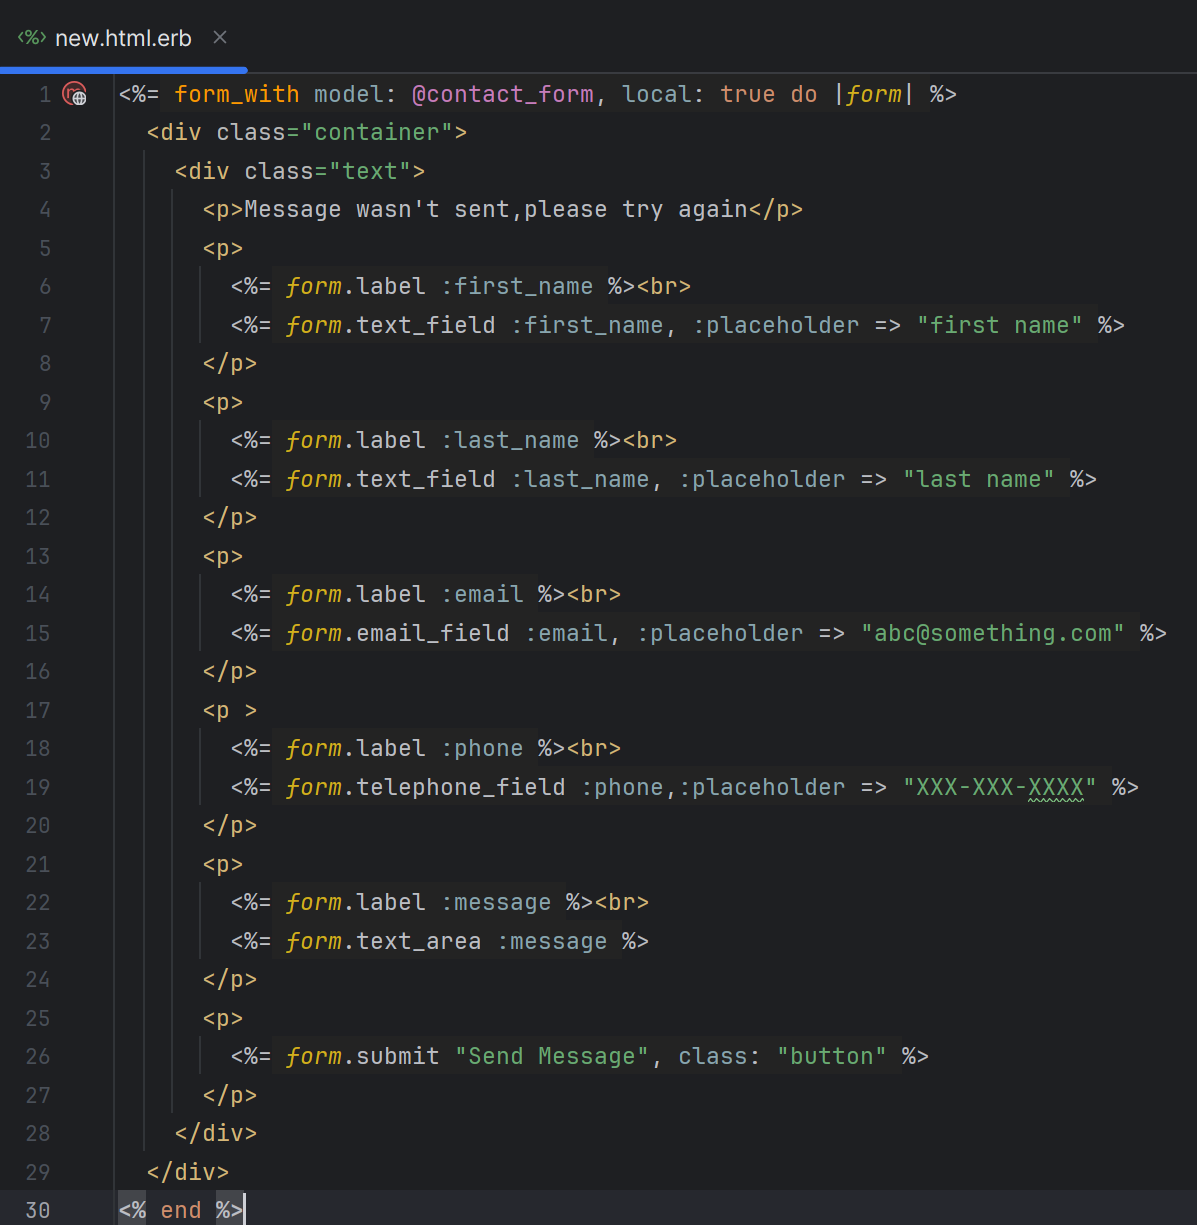 <%> new.html.erb ×
1 <%= form_with model: @contact_form, local: true do |form| %>
2   <div class="container">
3     <div class="text">
4       <p>Message wasn't sent,please try again</p>
5       <p>
6         <%= form.label :first_name %><br>
7         <%= form.text_field :first_name, :placeholder => "first name" %>
8       </p>
9       <p>
10         <%= form.label :last_name %><br>
11         <%= form.text_field :last_name, :placeholder => "last name" %>
12       </p>
13       <p>
14         <%= form.label :email %><br>
15         <%= form.email_field :email, :placeholder => "abc@something.com" %>
16       </p>
17       <p >
18         <%= form.label :phone %><br>
19         <%= form.telephone_field :phone,:placeholder => "XXX-XXX-XXXX" %>
20       </p>
21       <p>
22         <%= form.label :message %><br>
23         <%= form.text_area :message %>
24       </p>
25       <p>
26         <%= form.submit "Send Message", class: "button" %>
27       </p>
28     </div>
29   </div>
30 <% end %>